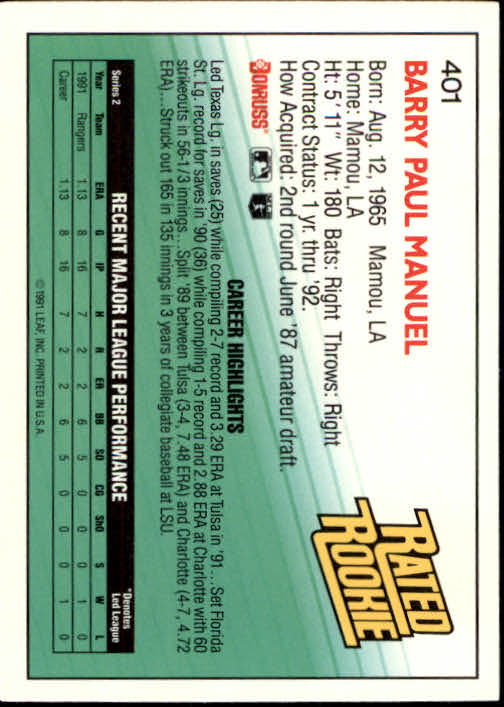 401
RATED
ROOKIE
BARRY PAUL MANUEL
Born: Aug. 12, 1965 Mamou, LA
Home: Mamou, LA
Ht: 5'11" Wt: 180 Bats: Right Throws: Right
Contract Status: 1 yr. thru '92.
How Acquired: 2nd round June '87 amateur draft.
DONRUSS
CAREER HIGHLIGHTS
Led Texas Lg. in saves (25) while compiling 2-7 record and 3.29 ERA at Tulsa in '91... Set Florida
St. Lg. record for saves in '90 (36) while compiling 1-5 record and 2.88 ERA at Charlotte with 60
strikeouts in 56-1/3 innings... Split '89 between Tulsa (3-4, 7.48 ERA) and Charlotte (4-7, 4.72
ERA)... Struck out 165 in 135 innings in 3 years of collegiate baseball at LSU.
Series 2 RECENT MAJOR LEAGUE PERFORMANCE *Denotes
Led League
Year Team ERA G IP H R ER BB SO CG ShO S W L
1991 Rangers 1.13 8 16 7 2 2 6 5 0 0 0 1 0
Career 1.13 8 16 7 2 2 6 5 0 0 0 1 0
©1991 LEAF, INC. PRINTED IN U.S.A.